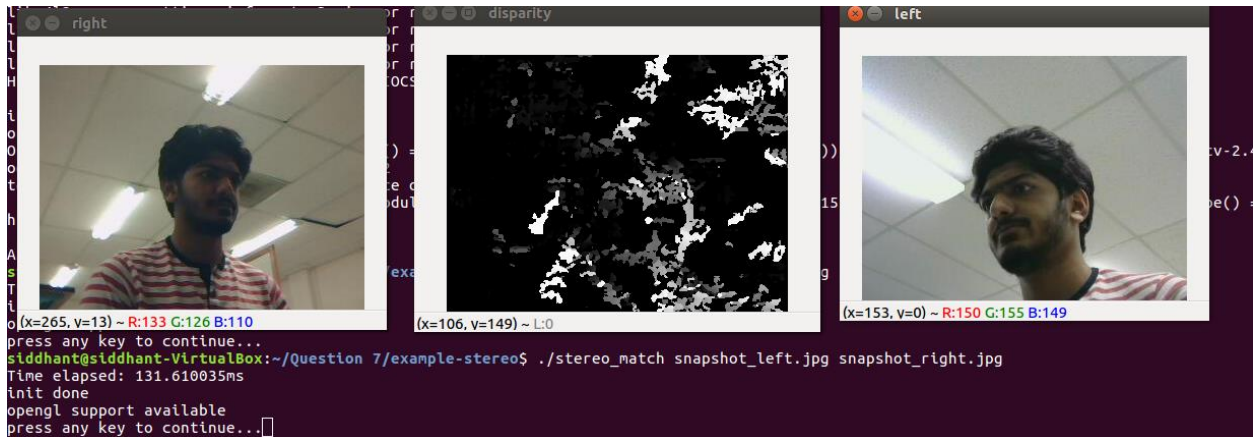 right
disparity
left
(x=265, y=13) ~ R:133 G:126 B:110
(x=106, y=149) ~ L:0
(x=153, y=0) ~ R:150 G:155 B:149
press any key to continue...
siddhant@siddhant-VirtualBox:~/Question 7/example-stereo$ ./stereo_match snapshot_left.jpg snapshot_right.jpg
Time elapsed: 131.610035ms
init done
opengl support available
press any key to continue...